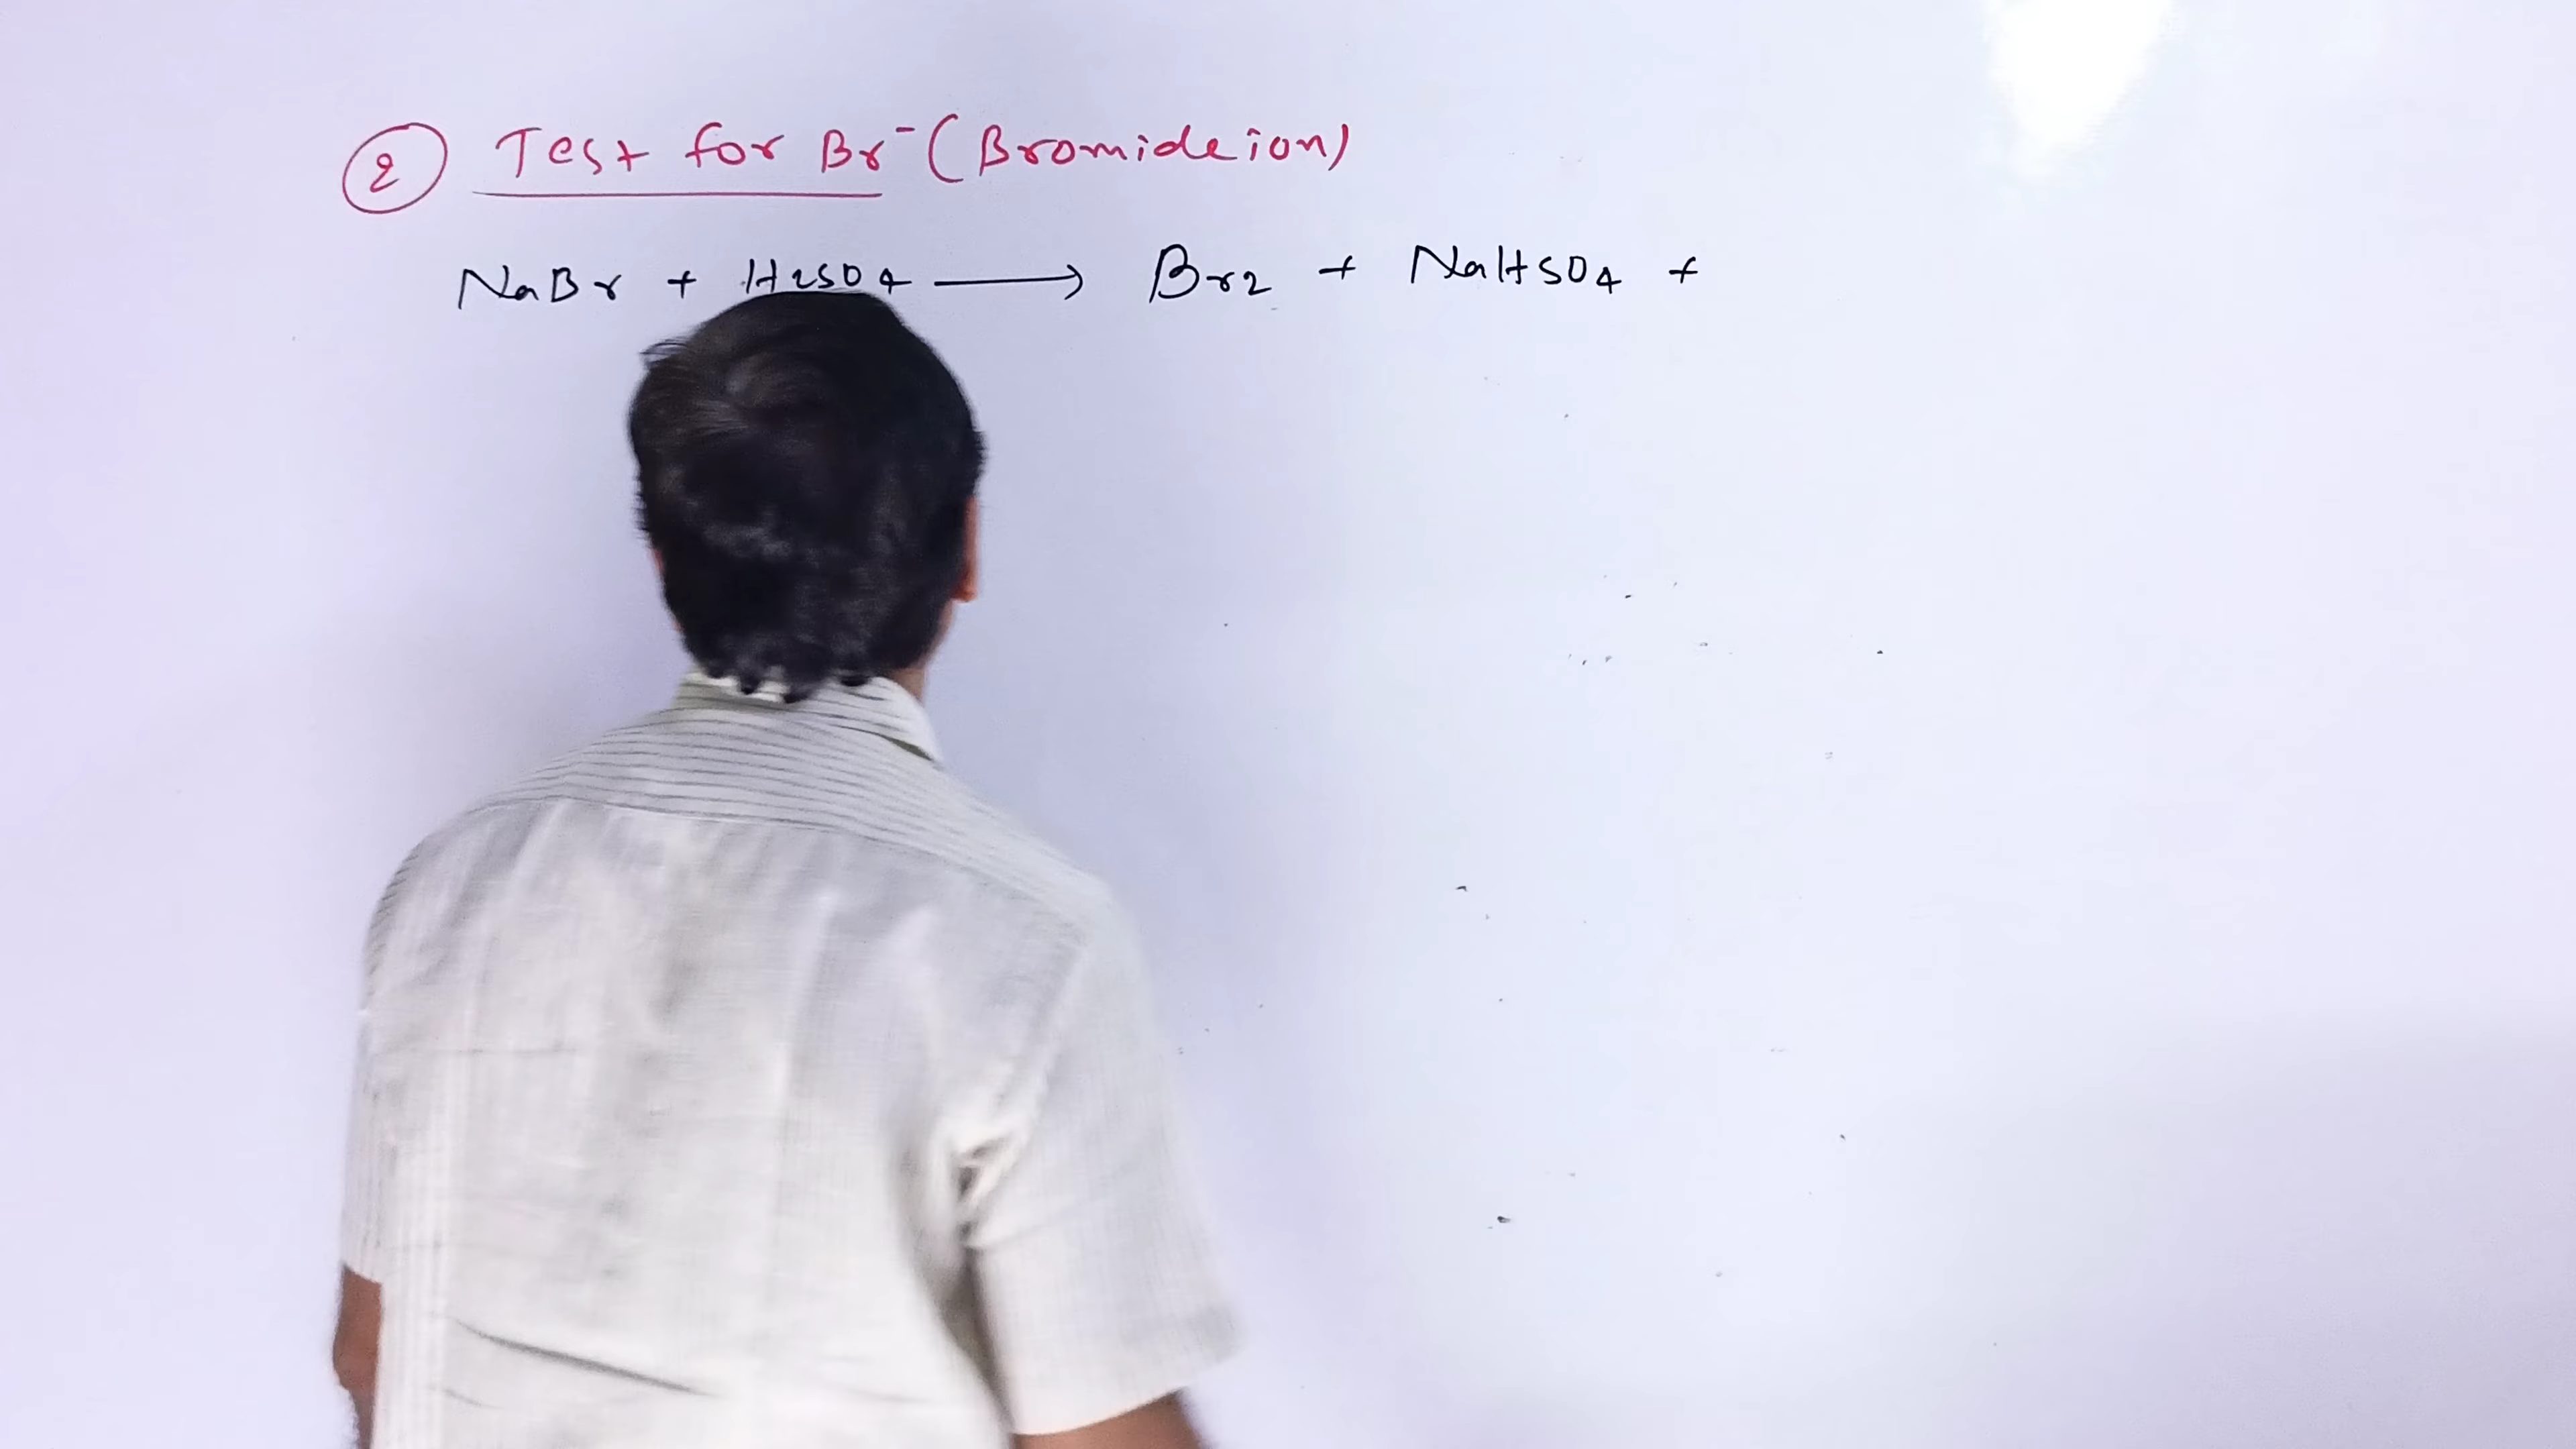 ② Test for Br⁻ (Bromide ion)
NaBr + H₂SO₄ ⟶ Br₂ + NaHSO₄ +